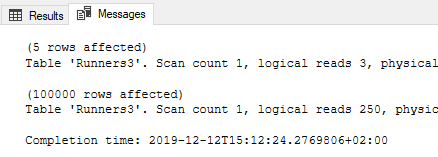 Results Messages
(5 rows affected)
Table 'Runners3'. Scan count 1, logical reads 3, physical
(100000 rows affected)
Table 'Runners3'. Scan count 1, logical reads 250, physic
Completion time: 2019-12-12T15:12:24.2769806+02:00